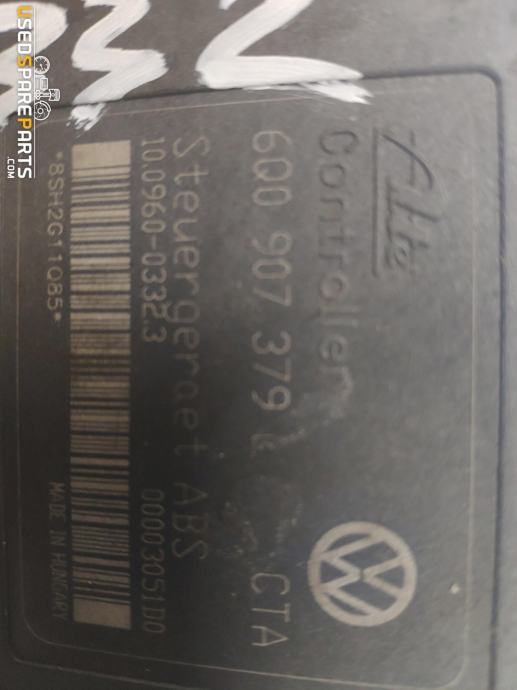 332
USEDSPAREPARTS
.COM
Ate
Controller
6Q0 907 379 CTA
Steuergeraet ABS
10.0960-0332.3 00003051D0
*8SH2G11Q85*
MADE IN HUNGARY